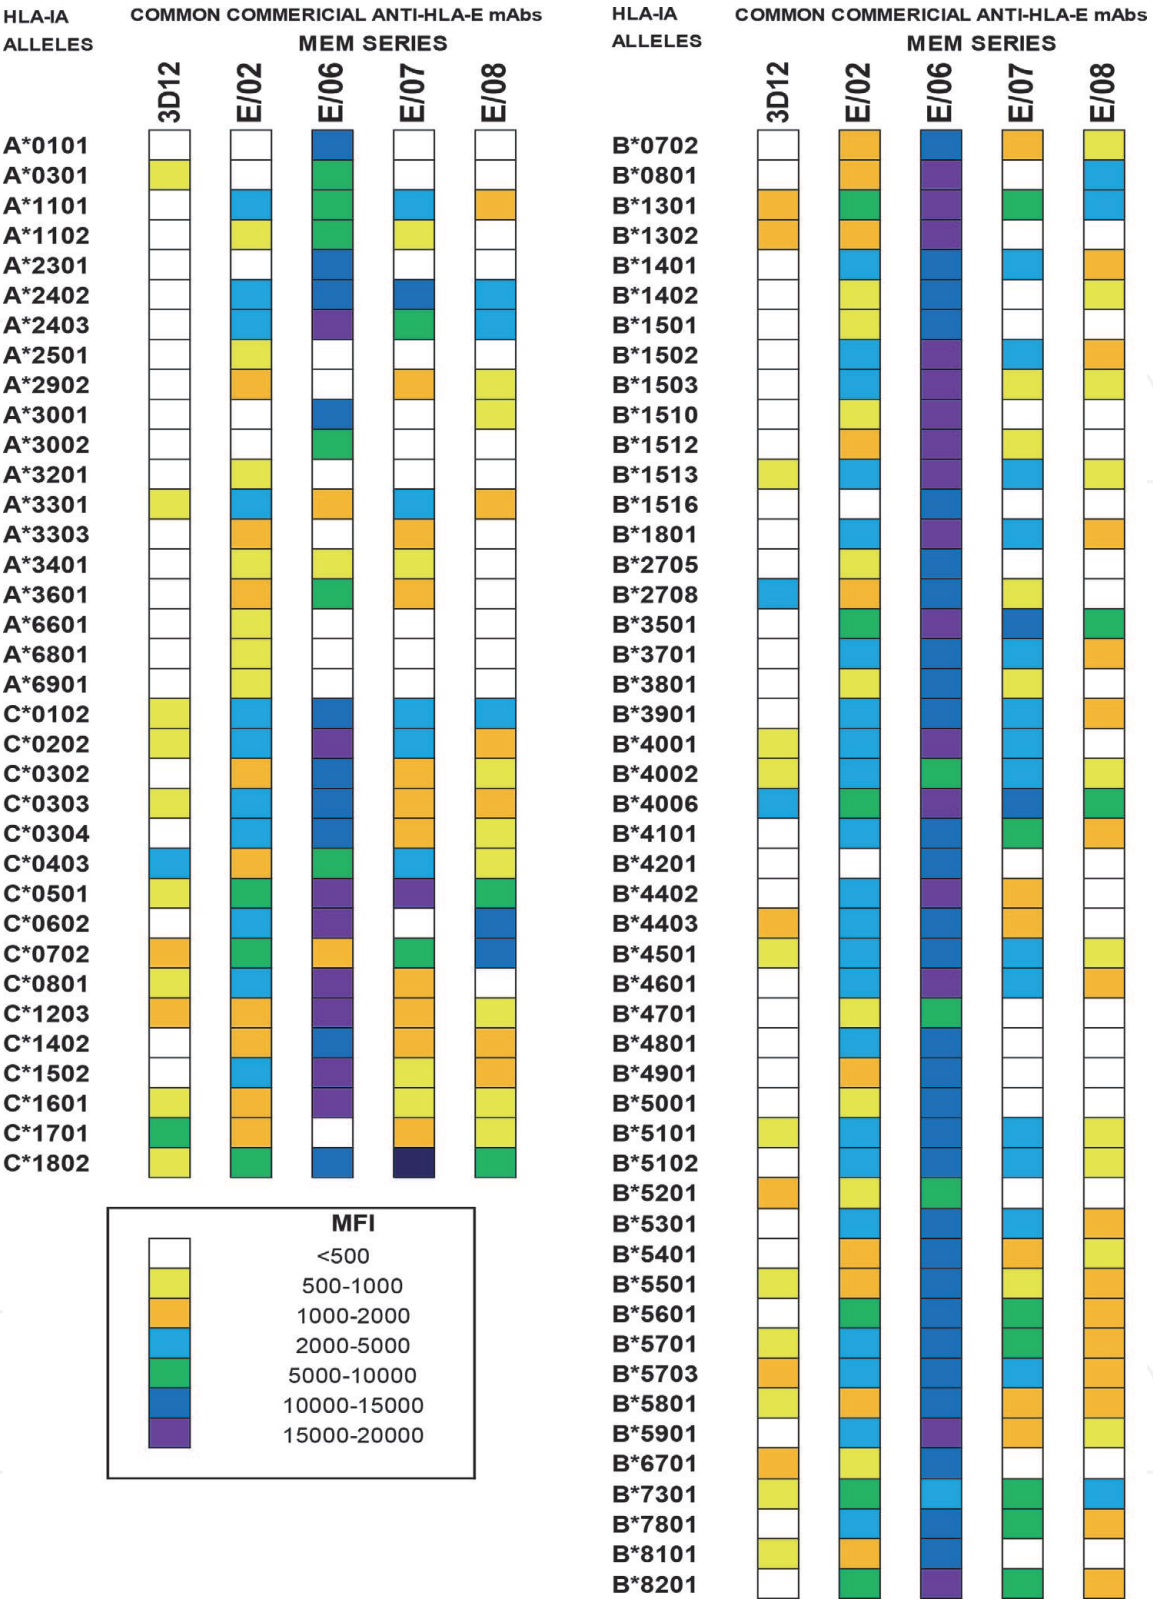 HLA-IA COMMON COMMERICIAL ANTI-HLA-E mAbs
ALLELES MEM SERIES
3D12 E/02 E/06 E/07 E/08
A*0101
A*0301
A*1101
A*1102
A*2301
A*2402
A*2403
A*2501
A*2902
A*3001
A*3002
A*3201
A*3301
A*3303
A*3401
A*3601
A*6601
A*6801
A*6901
C*0102
C*0202
C*0302
C*0303
C*0304
C*0403
C*0501
C*0602
C*0702
C*0801
C*1203
C*1402
C*1502
C*1601
C*1701
C*1802
MFI
<500
500-1000
1000-2000
2000-5000
5000-10000
10000-15000
15000-20000
HLA-IA COMMON COMMERICIAL ANTI-HLA-E mAbs
ALLELES MEM SERIES
3D12 E/02 E/06 E/07 E/08
B*0702
B*0801
B*1301
B*1302
B*1401
B*1402
B*1501
B*1502
B*1503
B*1510
B*1512
B*1513
B*1516
B*1801
B*2705
B*2708
B*3501
B*3701
B*3801
B*3901
B*4001
B*4002
B*4006
B*4101
B*4201
B*4402
B*4403
B*4501
B*4601
B*4701
B*4801
B*4901
B*5001
B*5101
B*5102
B*5201
B*5301
B*5401
B*5501
B*5601
B*5701
B*5703
B*5801
B*5901
B*6701
B*7301
B*7801
B*8101
B*8201